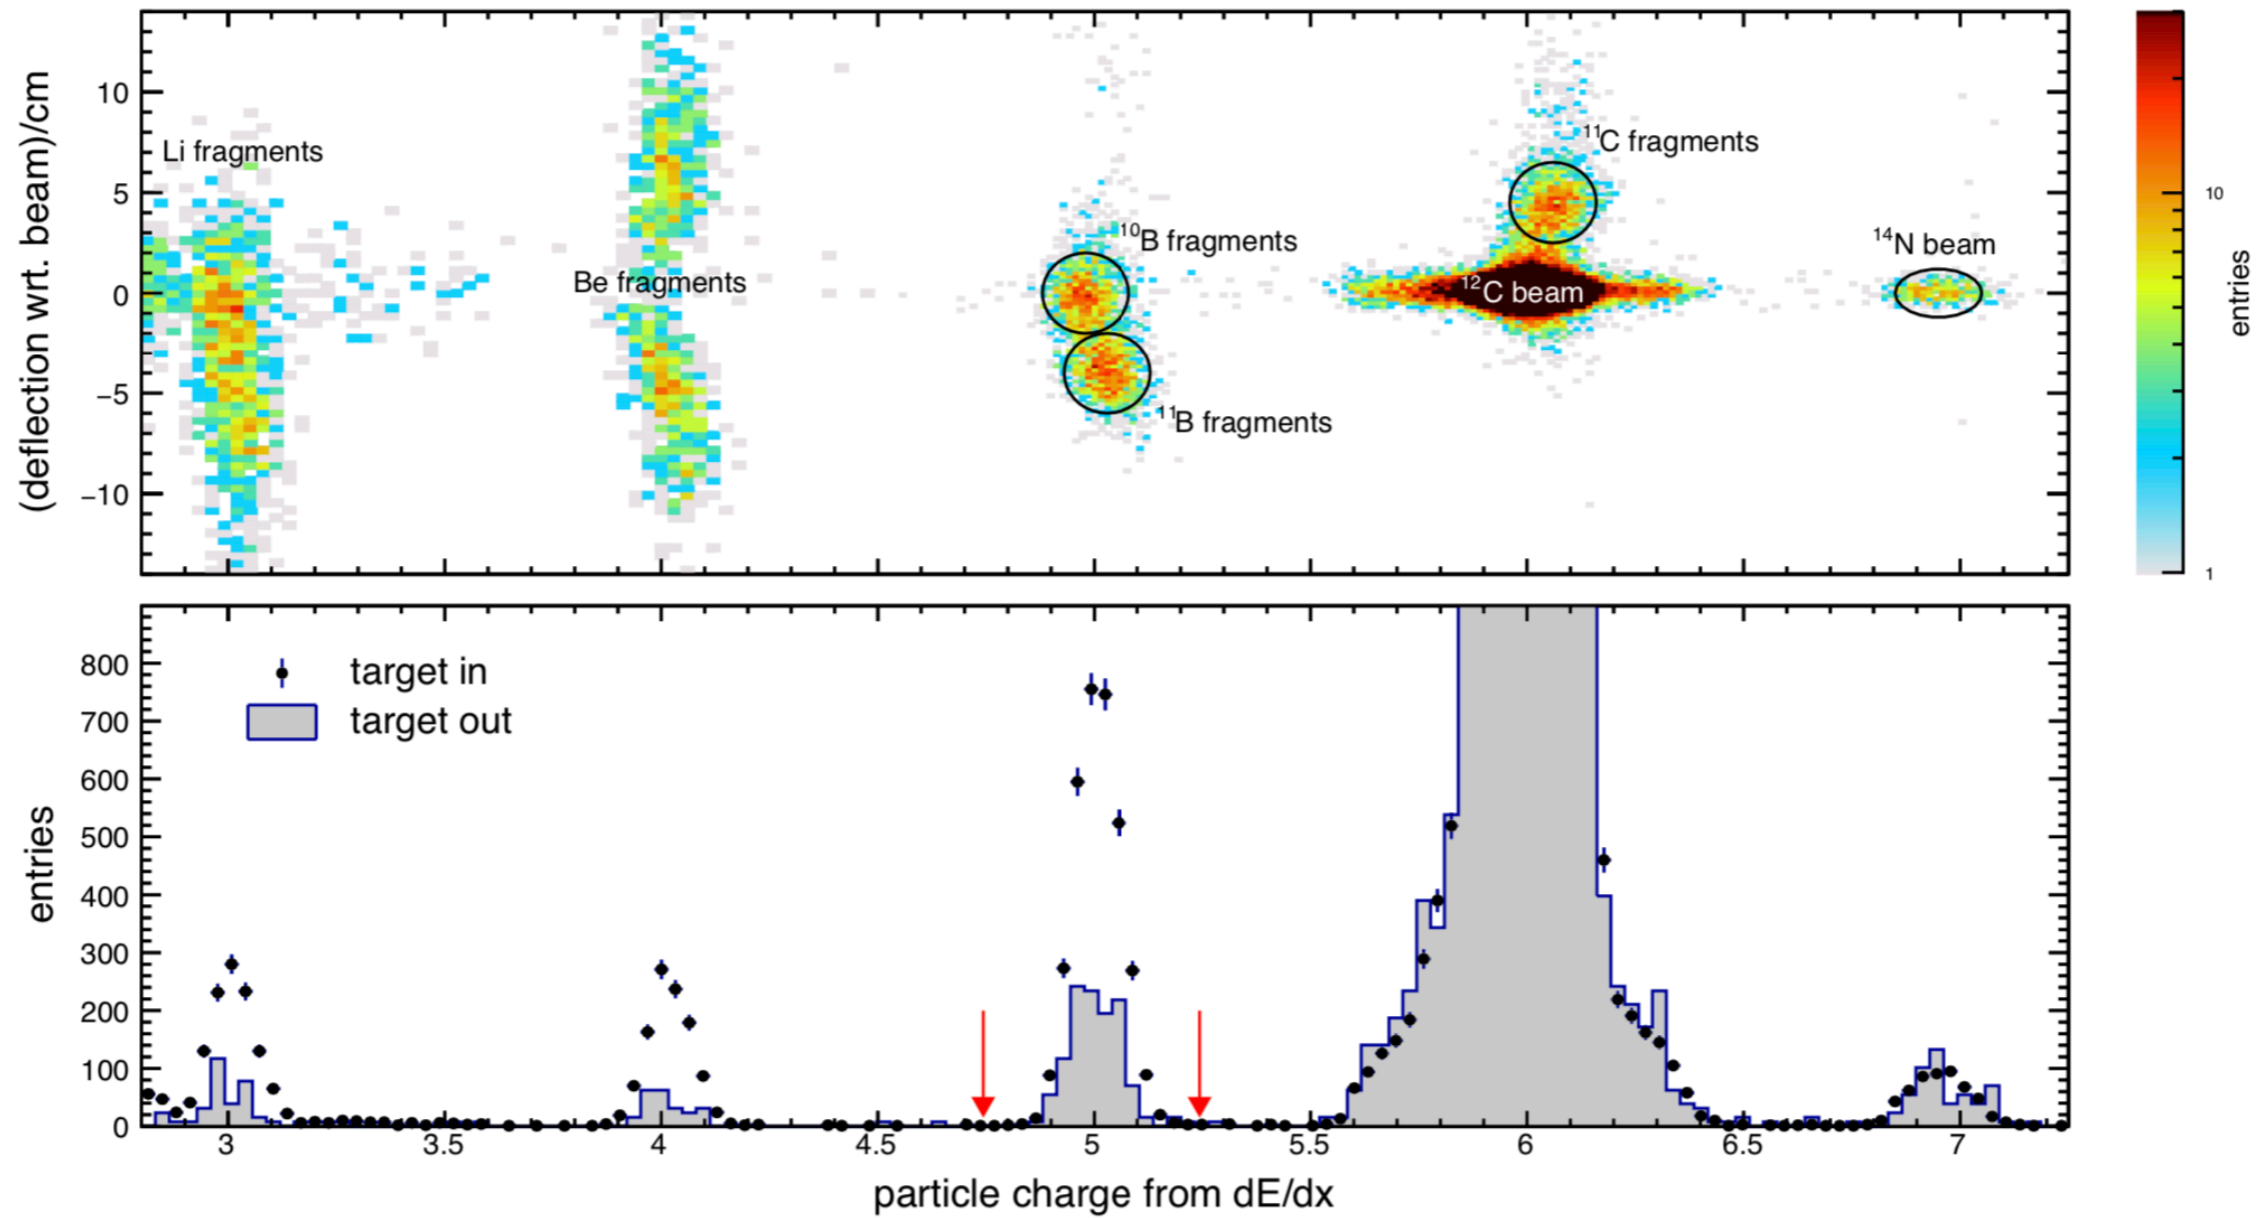 (deflection wrt. beam)/cm
10
5
0
−5
−10
Li fragments
Be fragments
¹⁰B fragments
¹¹B fragments
¹¹C fragments
¹²C beam
¹⁴N beam
10
1
entries
entries
800
700
600
500
400
300
200
100
0
target in
target out
3
3.5
4
4.5
5
5.5
6
6.5
7
particle charge from dE/dx